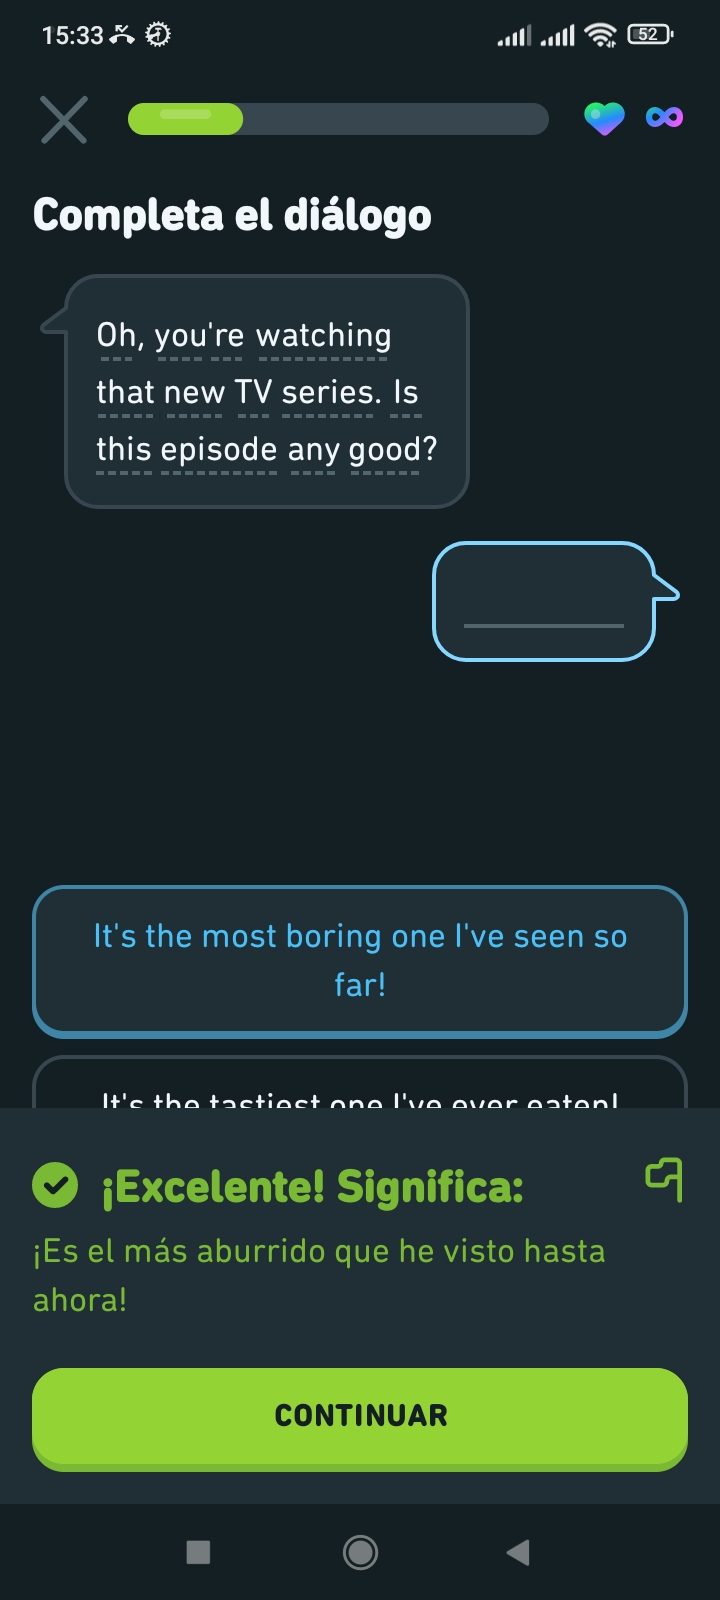 15:33
52
Completa el diálogo
Oh, you're watching
that new TV series. Is
this episode any good?
It's the most boring one I've seen so
far!
It's the tastiest one I've ever eaten!
¡Excelente! Significa:
¡Es el más aburrido que he visto hasta
ahora!
CONTINUAR